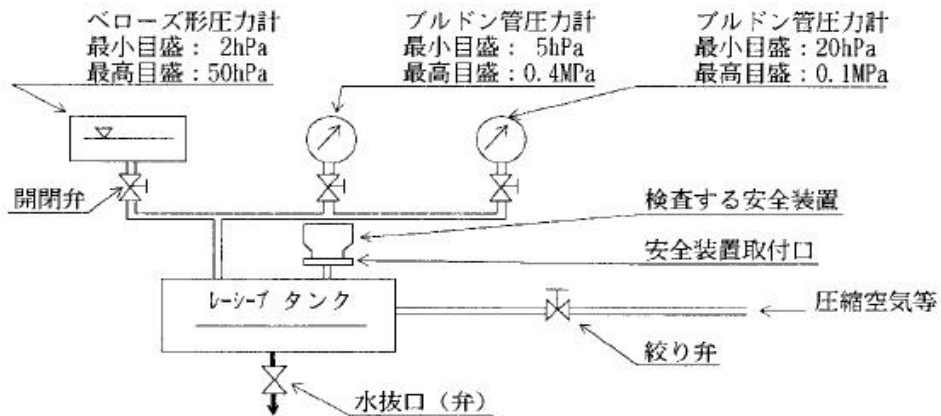 ベローズ形圧力計
最小目盛： 2hPa
最高目盛：50hPa
ブルドン管圧力計
最小目盛： 5hPa
最高目盛：0.4MPa
ブルドン管圧力計
最小目盛：20hPa
最高目盛：0.1MPa
開閉弁
検査する安全装置
安全装置取付口
レーシーブ タンク
圧縮空気等
絞り弁
水抜口（弁）